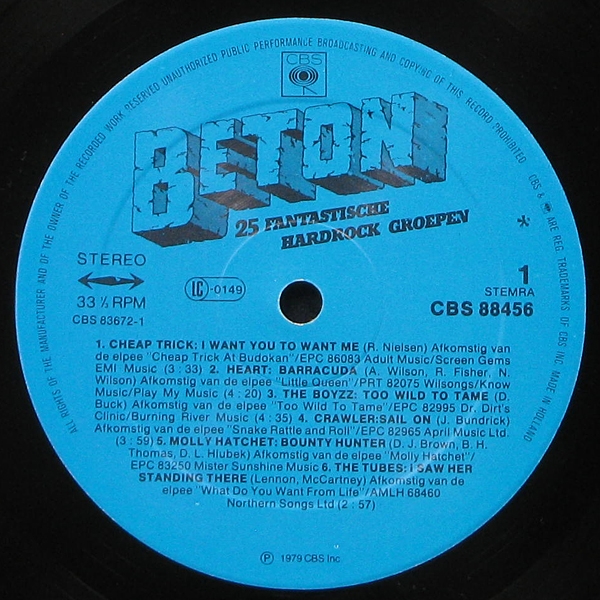 ALL RIGHTS OF THE MANUFACTURER AND OF THE OWNER OF THE RECORDED WORK RESERVED UNAUTHORIZED PUBLIC PERFORMANCE BROADCASTING AND COPYING OF THIS RECORD PROHIBITED CBS & ARE REG. TRADEMARKS OF CBS INC. MADE IN HOLLAND
CBS
BETON
25 FANTASTISCHE
HARDROCK GROEPEN
*
STEREO
33 ⅓ RPM
CBS 83672-1
LC-0149
1
STEMRA
CBS 88456
1. CHEAP TRICK: I WANT YOU TO WANT ME (R. Nielsen) Afkomstig van
de elpee "Cheap Trick At Budokan"/EPC 86083 Adult Music/Screen Gems
EMI Music (3 : 33) 2. HEART: BARRACUDA (A. Wilson, R. Fisher, N.
Wilson) Afkomstig van de elpee "Little Queen"/PRT 82075 Wilsongs/Know
Music/Play My Music (4 : 20) 3. THE BOYZZ: TOO WILD TO TAME (D.
Buck) Afkomstig van de elpee "Too Wild To Tame"/EPC 82995 Dr. Dirt's
Clinic/Burning River Music (4 : 35) 4. CRAWLER:SAIL ON (J. Bundrick)
Afkomstig van de elpee "Snake Rattle and Roll"/EPC 82965 April Music Ltd.
(3 : 59) 5. MOLLY HATCHET: BOUNTY HUNTER (D. J. Brown, B. H.
Thomas, D. L. Hlubek) Afkomstig van de elpee "Molly Hatchet"/
EPC 83250 Mister Sunshine Music 6. THE TUBES: I SAW HER
STANDING THERE (Lennon, McCartney) Afkomstig van de
elpee "What Do You Want From Life"/AMLH 68460
Northern Songs Ltd (2 : 57)
℗ 1979 CBS Inc.